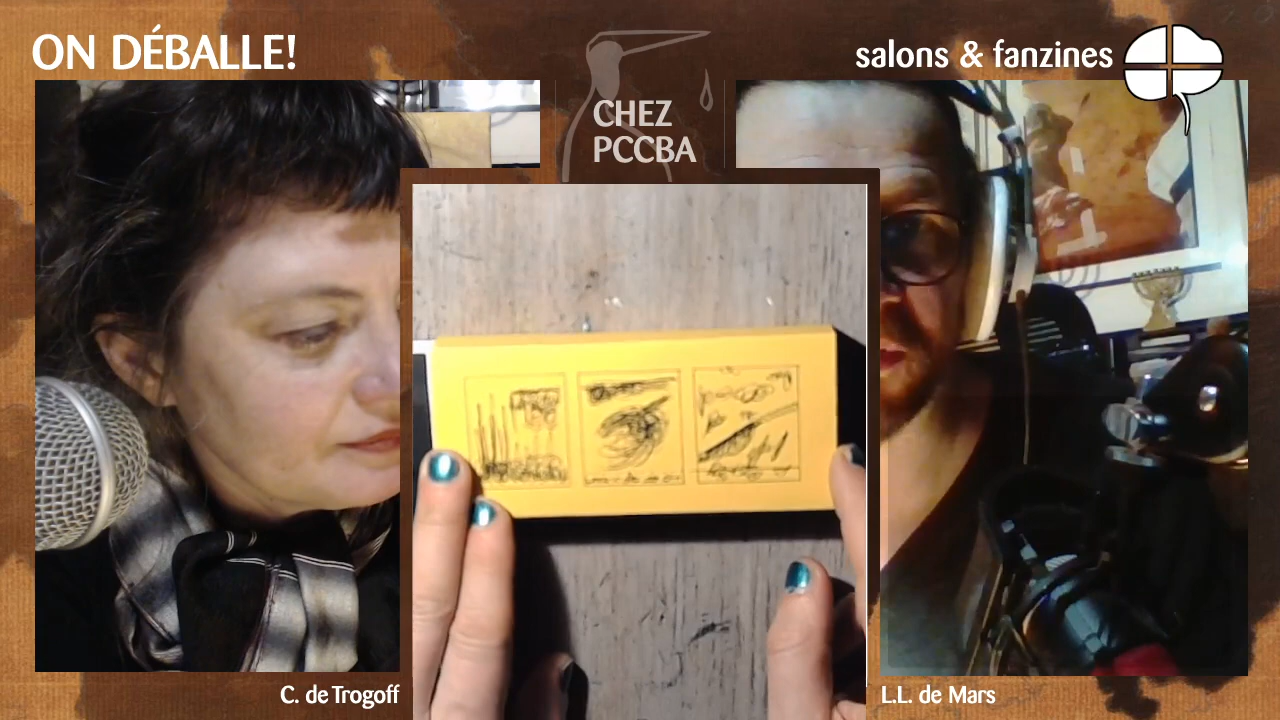 ON DÉBALLE!
salons & fanzines
CHEZ
PCCBA
C. de Trogoff
L.L. de Mars